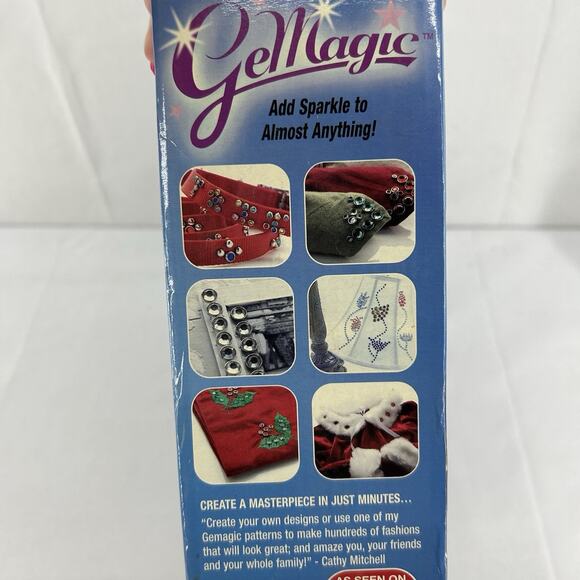 GeMagic™
Add Sparkle to
Almost Anything!
CREATE A MASTERPIECE IN JUST MINUTES...
"Create your own designs or use one of my
Gemagic patterns to make hundreds of fashions
that will look great; and amaze you, your friends
and your whole family!" - Cathy Mitchell
AS SEEN ON